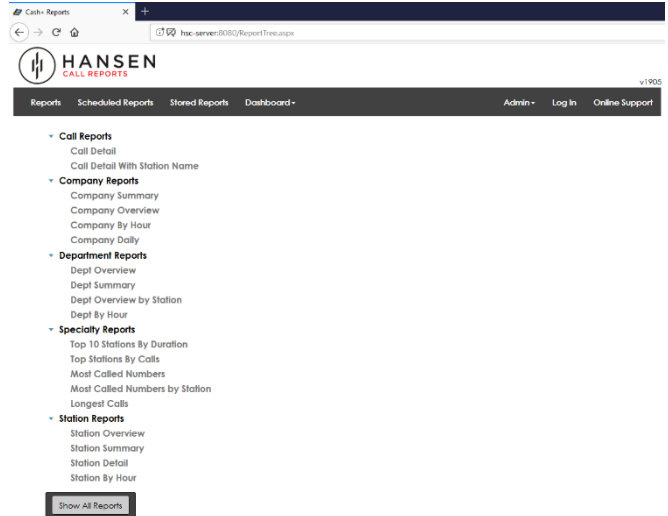 Cash+ Reports
hsc-server:8080/ReportTree.aspx
HANSEN
CALL REPORTS
v1905
Reports Scheduled Reports Stored Reports Dashboard Admin Log In Online Support
Call Reports
Call Detail
Call Detail With Station Name
Company Reports
Company Summary
Company Overview
Company By Hour
Company Daily
Department Reports
Dept Overview
Dept Summary
Dept Overview by Station
Dept By Hour
Specialty Reports
Top 10 Stations By Duration
Top Stations By Calls
Most Called Numbers
Most Called Numbers by Station
Longest Calls
Station Reports
Station Overview
Station Summary
Station Detail
Station By Hour
Show All Reports